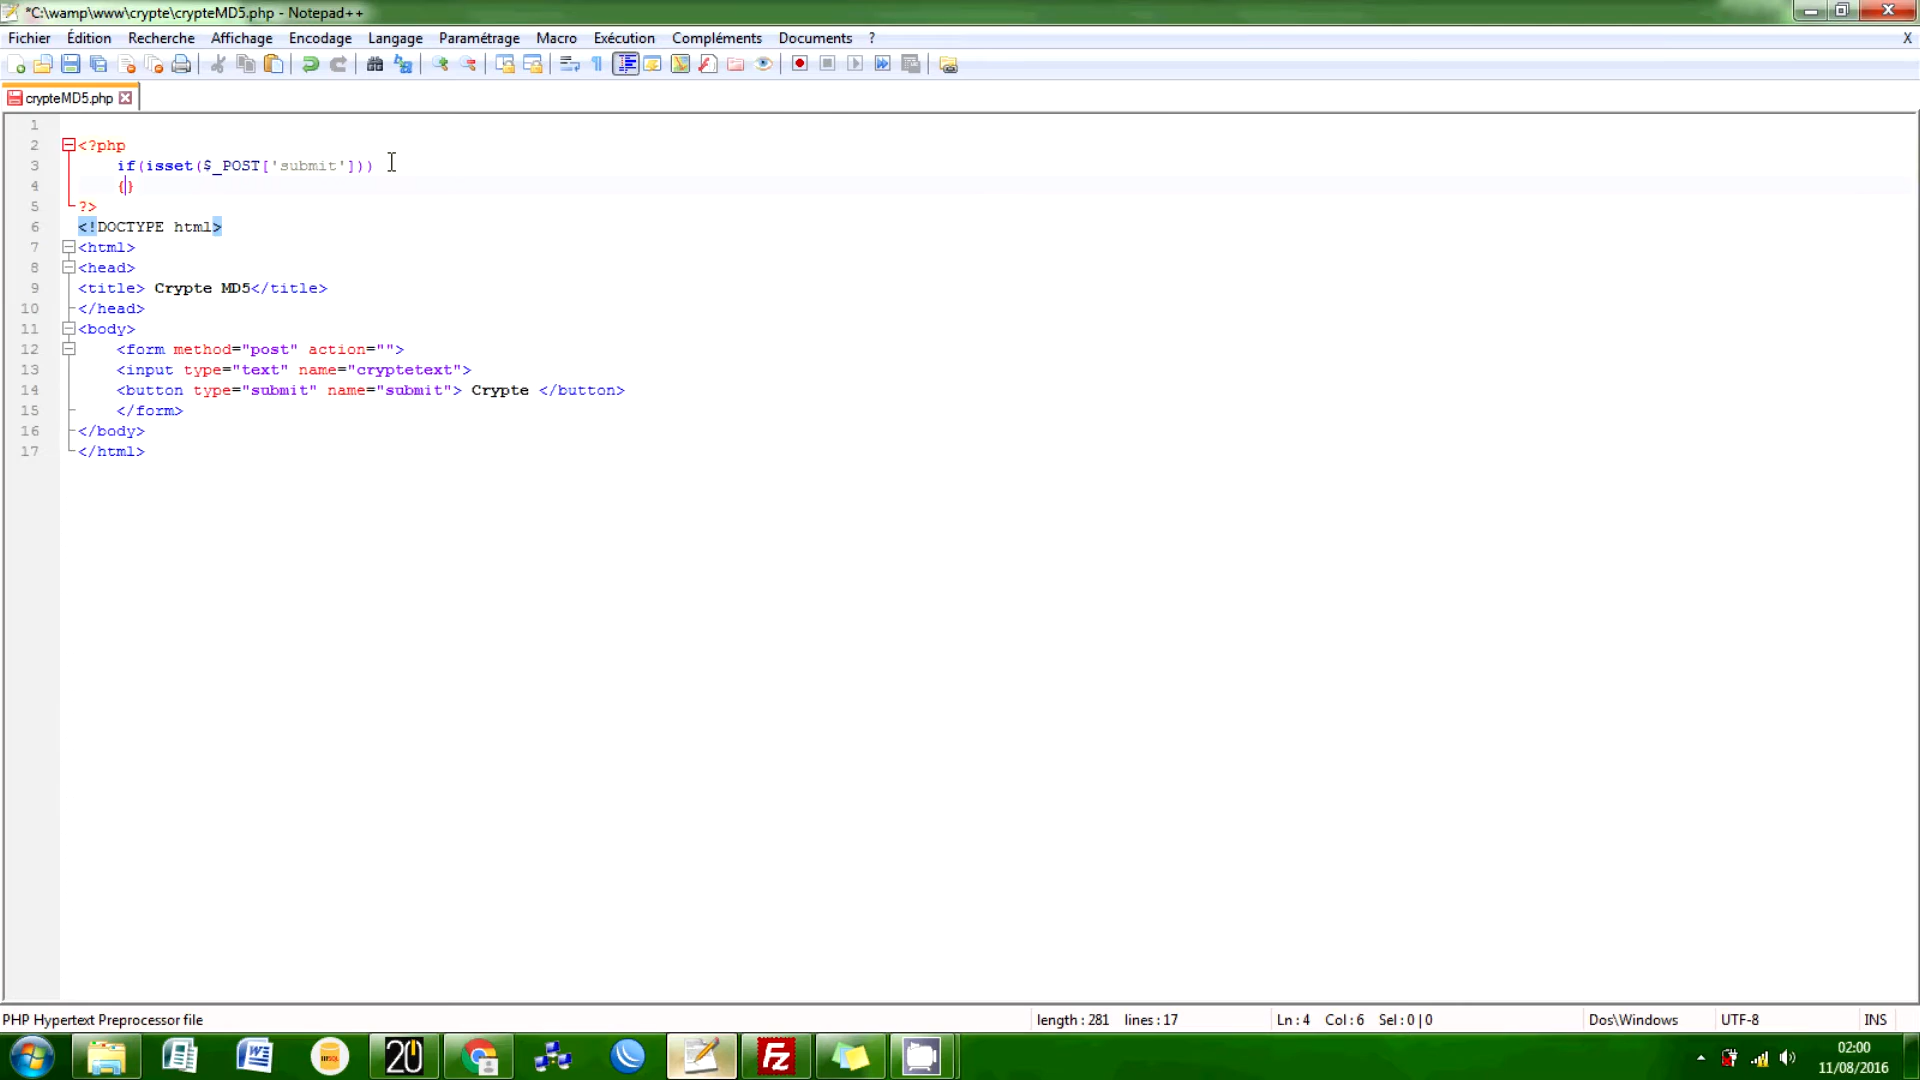 *C:\wamp\www\crypte\crypteMD5.php - Notepad++
Fichier Édition Recherche Affichage Encodage Langage Paramétrage Macro Exécution Compléments Documents ? X
crypteMD5.php
1
2 <?php
3 if(isset($_POST['submit']))
4 {}
5 ?>
6 <!DOCTYPE html>
7 <html>
8 <head>
9 <title> Crypte MD5</title>
10 </head>
11 <body>
12 <form method="post" action="">
13 <input type="text" name="cryptetext">
14 <button type="submit" name="submit"> Crypte </button>
15 </form>
16 </body>
17 </html>
PHP Hypertext Preprocessor file length : 281 lines : 17 Ln : 4 Col : 6 Sel : 0 | 0 Dos\Windows UTF-8 INS
20 FZ 02:00
11/08/2016